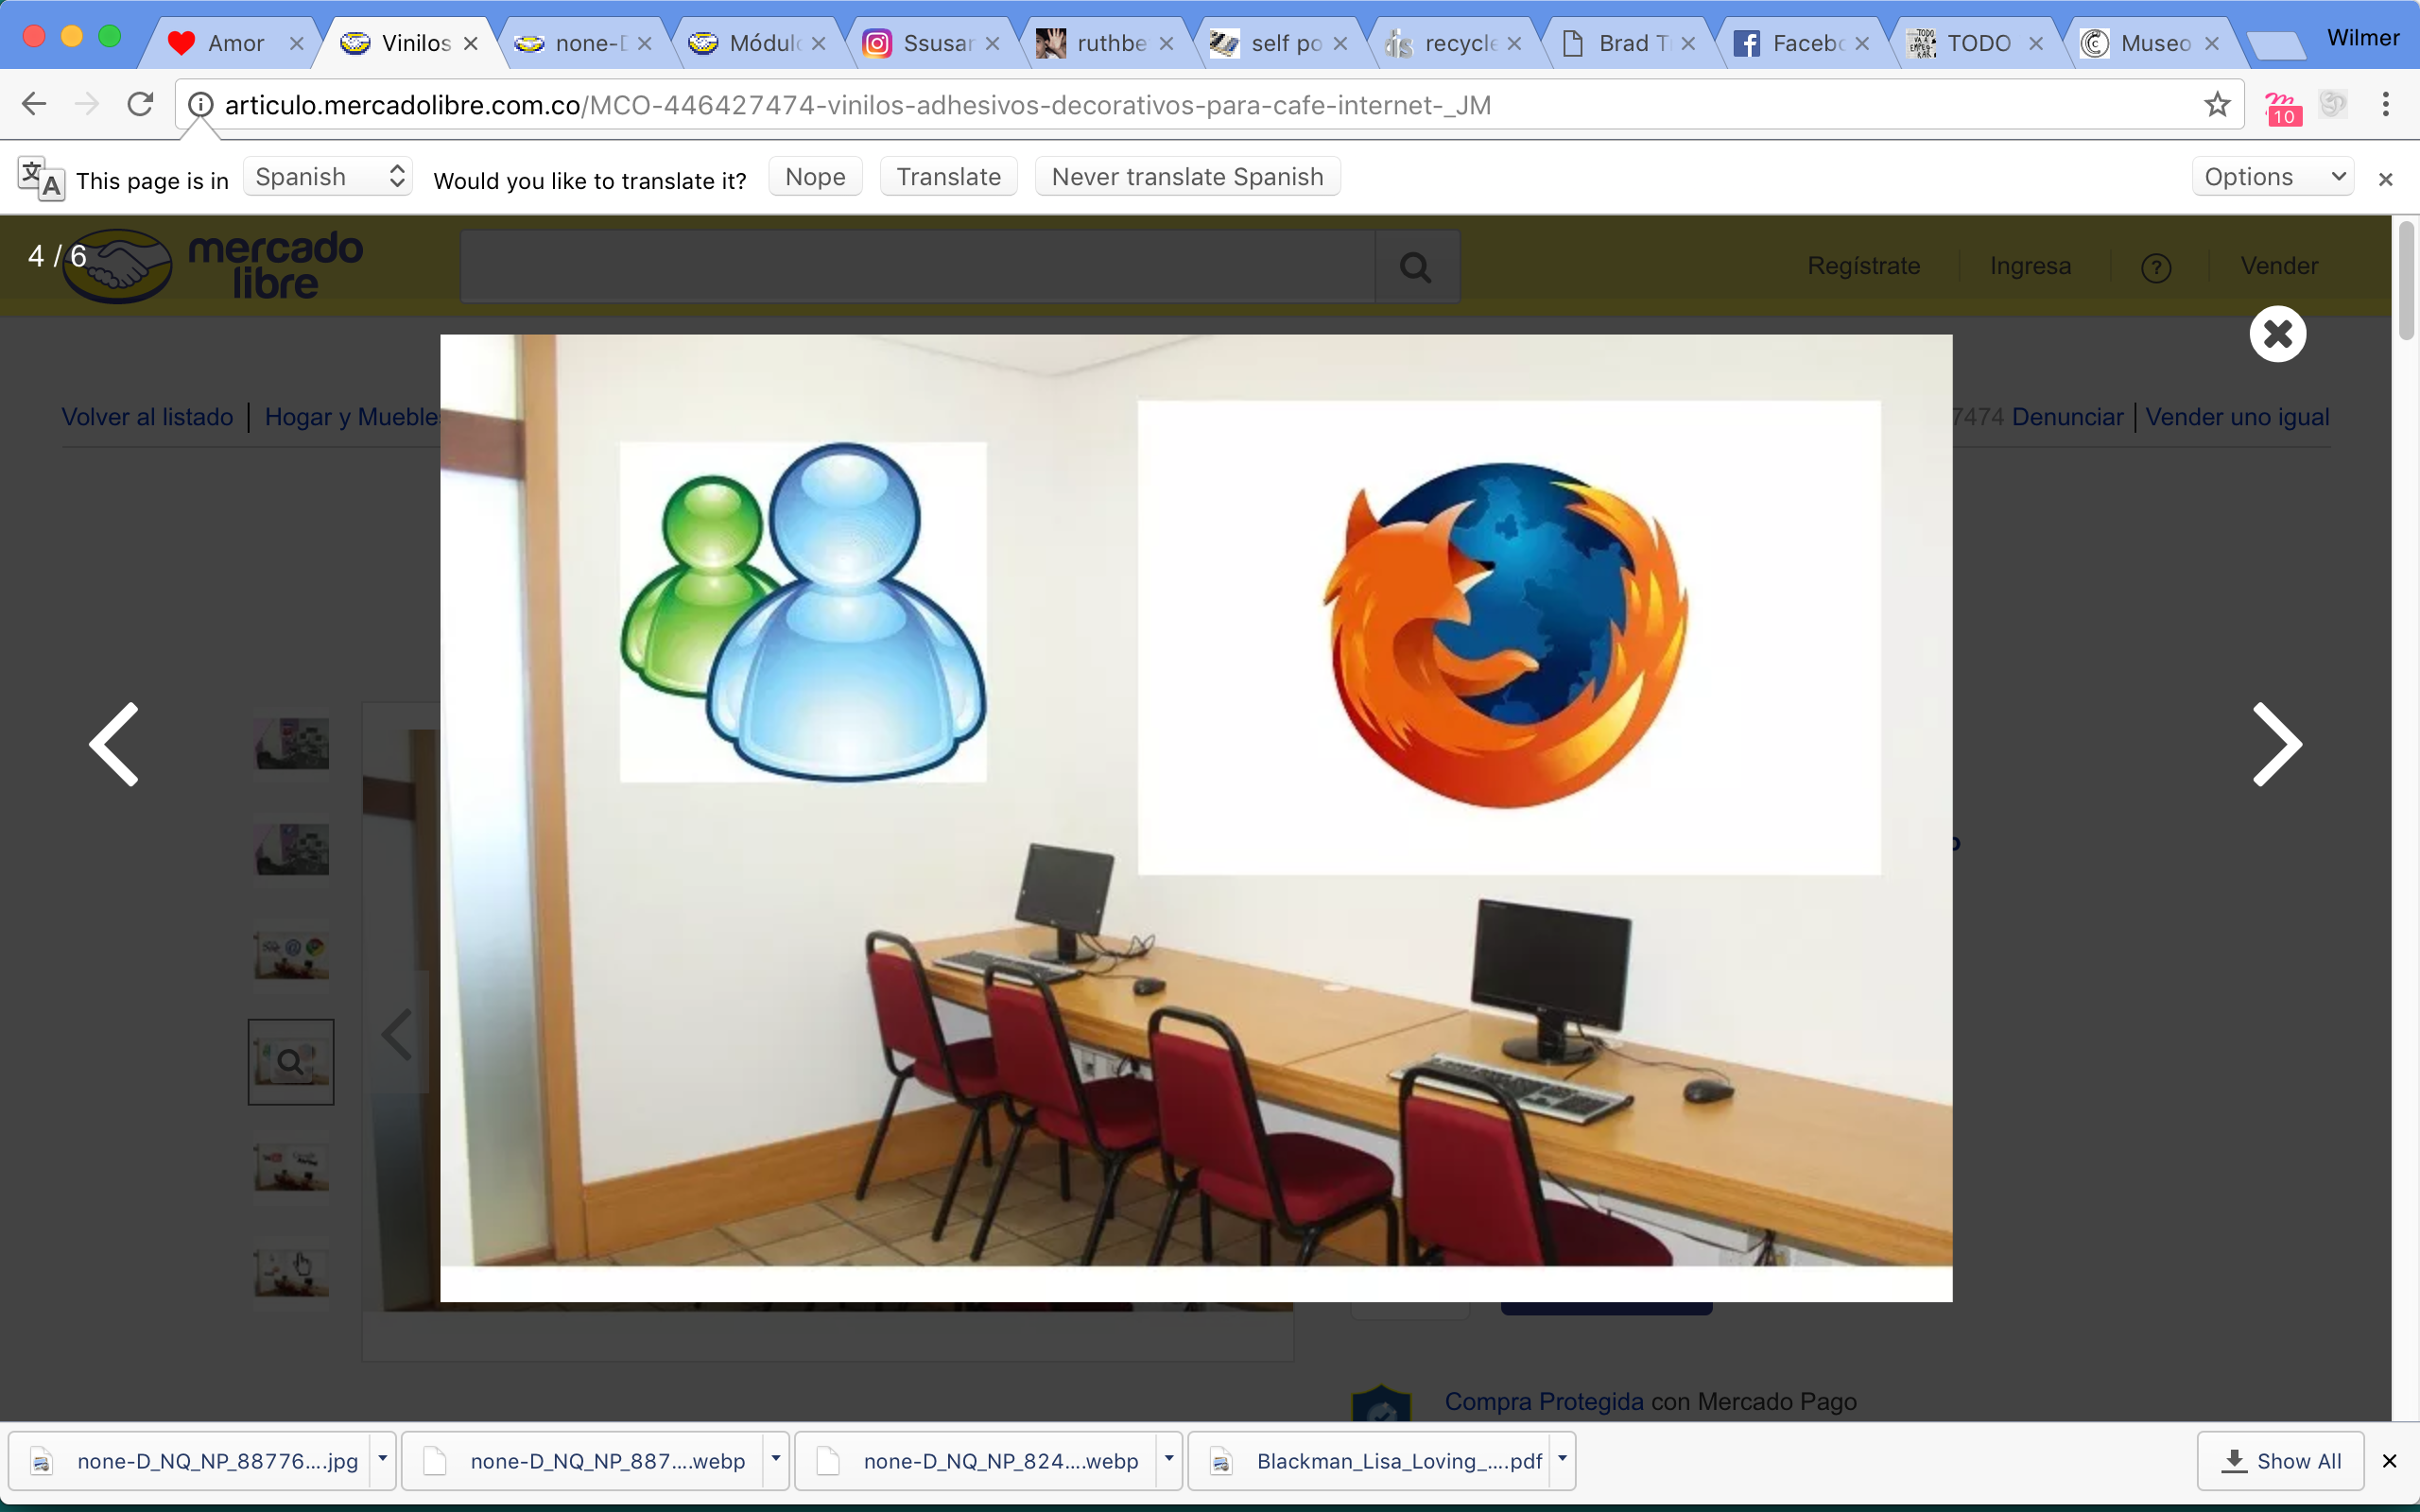 Amor
Vinilos
none-D
Módulo
Ssusar
ruthbe
self po
recycle
Brad T
Facebo
TODO
Museo
Wilmer
articulo.mercadolibre.com.co/MCO-446427474-vinilos-adhesivos-decorativos-para-cafe-internet-_JM
10
This page is in
Spanish
Would you like to translate it?
Nope
Translate
Never translate Spanish
Options
4 / 6
mercado
libre
Regístrate
Ingresa
?
Vender
Volver al listado
Hogar y Muebles
7474
Denunciar
Vender uno igual
Compra Protegida con Mercado Pago
none-D_NQ_NP_88776....jpg
none-D_NQ_NP_887....webp
none-D_NQ_NP_824....webp
Blackman_Lisa_Loving_....pdf
Show All